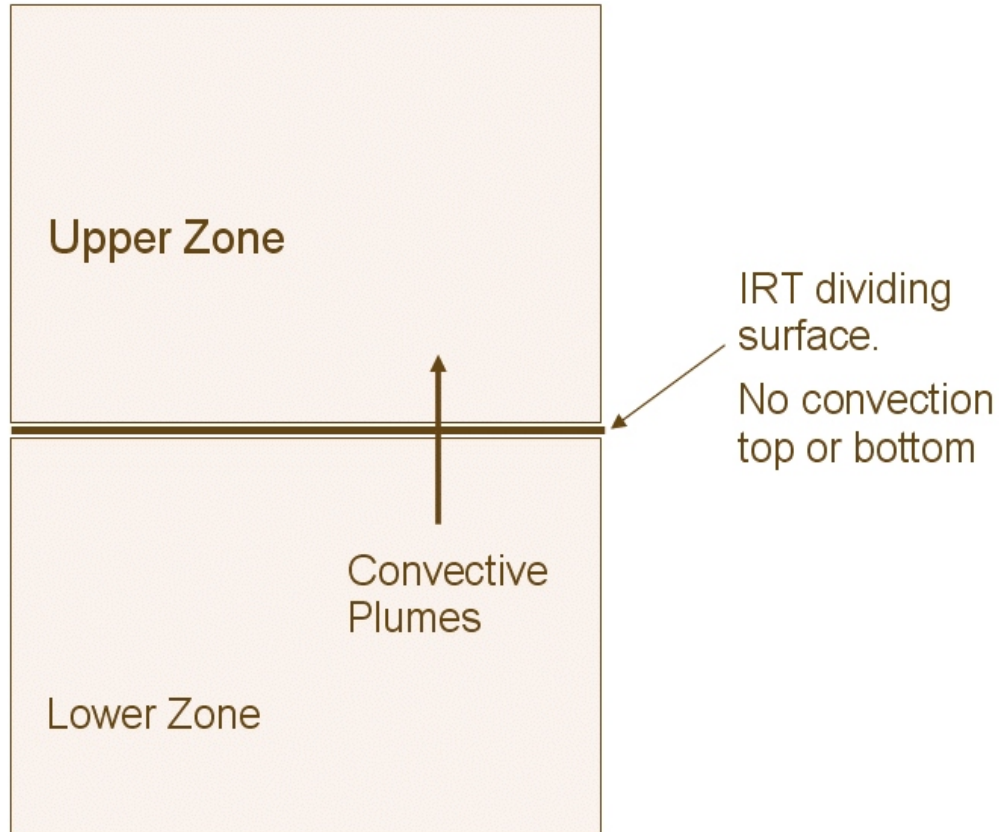 Upper Zone
IRT dividing
surface.
No convection
top or bottom
Convective
Plumes
Lower Zone